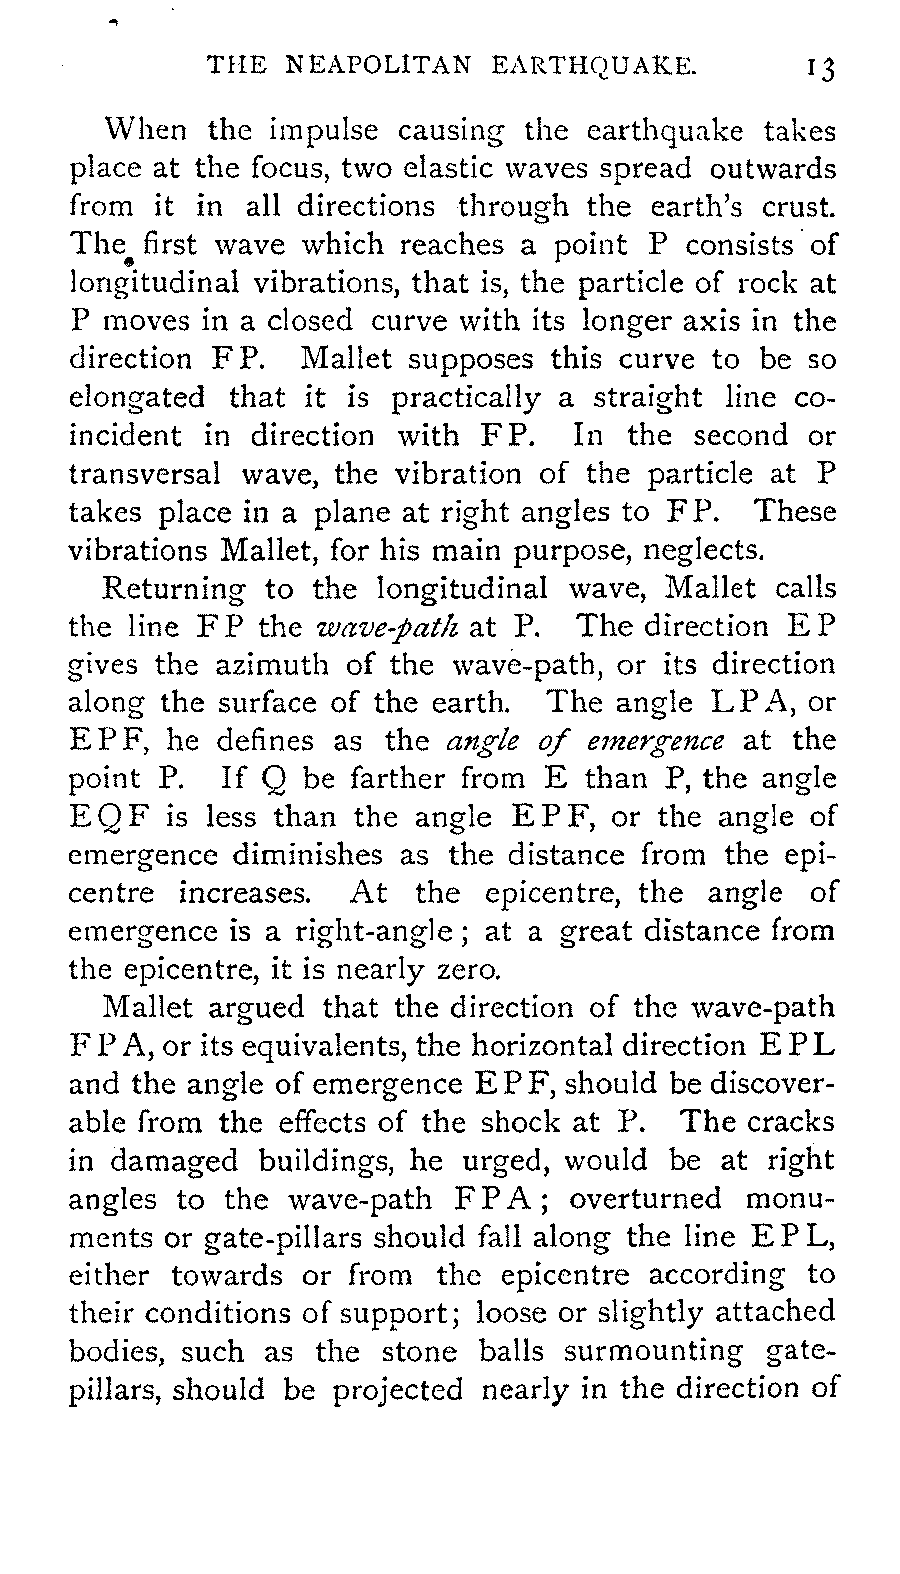 THE NEAPOLITAN EARTHQUAKE. 13
When the impulse causing the earthquake takes
place at the focus, two elastic waves spread outwards
from it in all directions through the earth's crust.
The first wave which reaches a point P consists of
longitudinal vibrations, that is, the particle of rock at
P moves in a closed curve with its longer axis in the
direction FP. Mallet supposes this curve to be so
elongated that it is practically a straight line co-
incident in direction with FP. In the second or
transversal wave, the vibration of the particle at P
takes place in a plane at right angles to FP. These
vibrations Mallet, for his main purpose, neglects.
Returning to the longitudinal wave, Mallet calls
the line FP the wave-path at P. The direction EP
gives the azimuth of the wave-path, or its direction
along the surface of the earth. The angle LPA, or
EPF, he defines as the angle of emergence at the
point P. If Q be farther from E than P, the angle
EQF is less than the angle EPF, or the angle of
emergence diminishes as the distance from the epi-
centre increases. At the epicentre, the angle of
emergence is a right-angle; at a great distance from
the epicentre, it is nearly zero.
Mallet argued that the direction of the wave-path
FPA, or its equivalents, the horizontal direction EPL
and the angle of emergence EPF, should be discover-
able from the effects of the shock at P. The cracks
in damaged buildings, he urged, would be at right
angles to the wave-path FPA; overturned monu-
ments or gate-pillars should fall along the line EPL,
either towards or from the epicentre according to
their conditions of support; loose or slightly attached
bodies, such as the stone balls surmounting gate-
pillars, should be projected nearly in the direction of